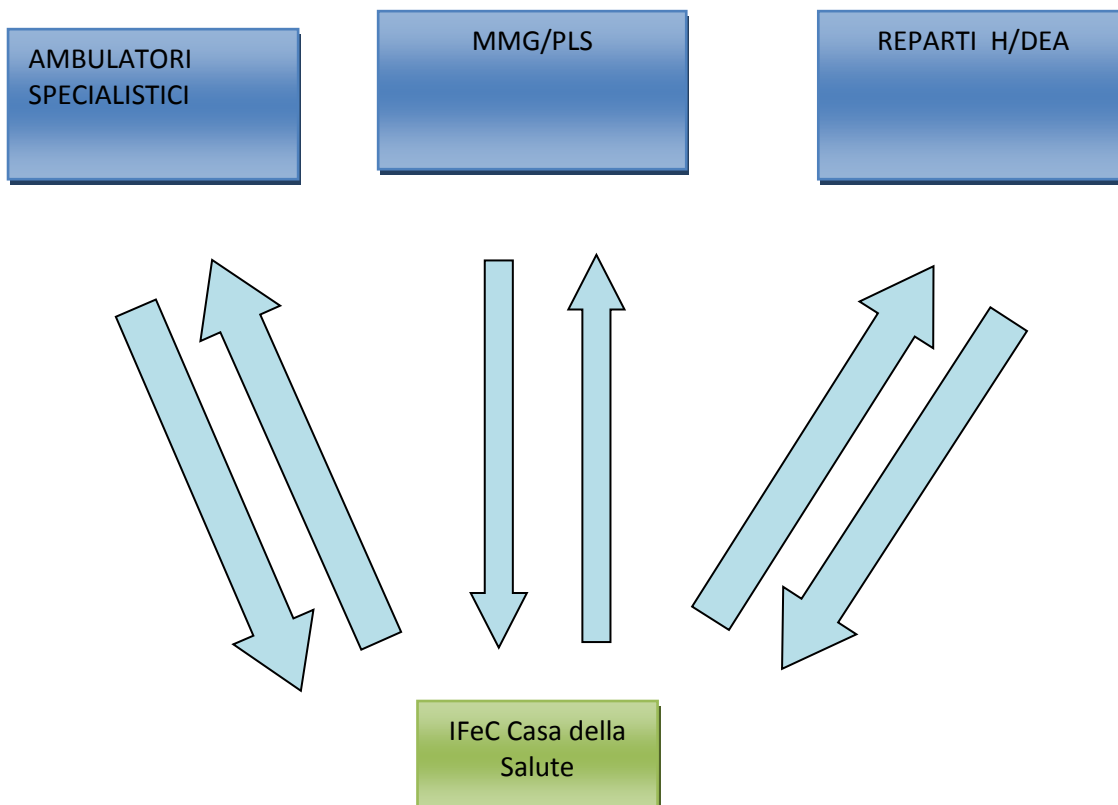 AMBULATORI
SPECIALISTICI
MMG/PLS
REPARTI H/DEA
IFeC Casa della
Salute